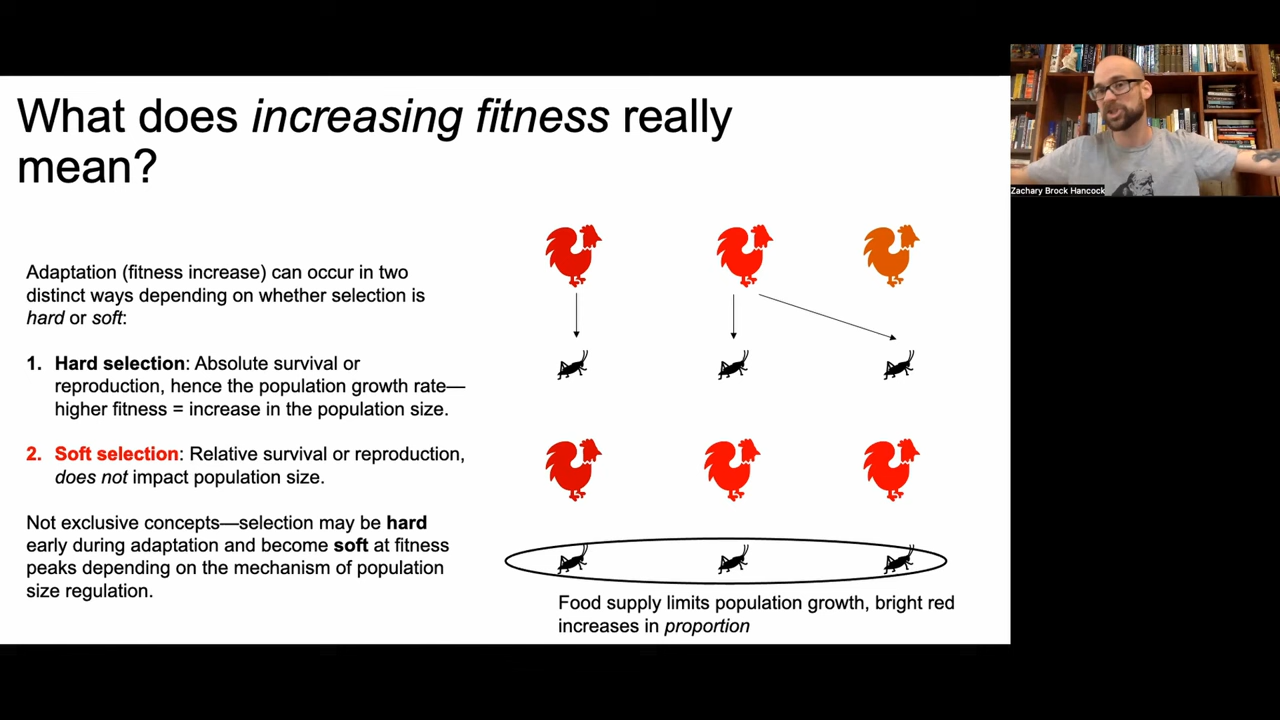 What does increasing fitness really
mean?
Adaptation (fitness increase) can occur in two
distinct ways depending on whether selection is
hard or soft:
1. Hard selection: Absolute survival or
reproduction, hence the population growth rate—
higher fitness = increase in the population size.
2. Soft selection: Relative survival or reproduction,
does not impact population size.
Not exclusive concepts—selection may be hard
early during adaptation and become soft at fitness
peaks depending on the mechanism of population
size regulation.
Food supply limits population growth, bright red
increases in proportion
Zachary Brock Hancock